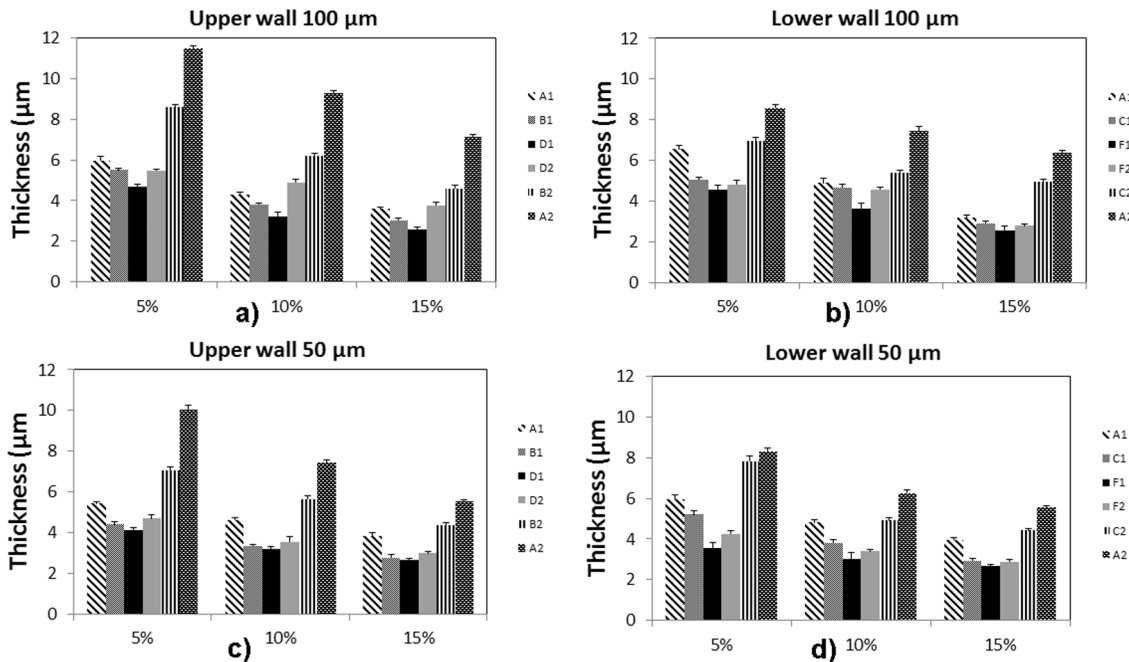 Upper wall 100 µm
Thickness (µm
12
10
8
6
4
2
0
5%
10%
15%
A1
B1
D1
D2
B2
A2
a)
Lower wall 100 µm
Thickness (µm
12
10
8
6
4
2
0
5%
10%
15%
A1
C1
F1
F2
C2
A2
b)
Upper wall 50 µm
Thickness (µm
12
10
8
6
4
2
0
5%
10%
15%
A1
B1
D1
D2
B2
A2
c)
Lower wall 50 µm
Thickness (µm
12
10
8
6
4
2
0
5%
10%
15%
A1
C1
F1
F2
C2
A2
d)